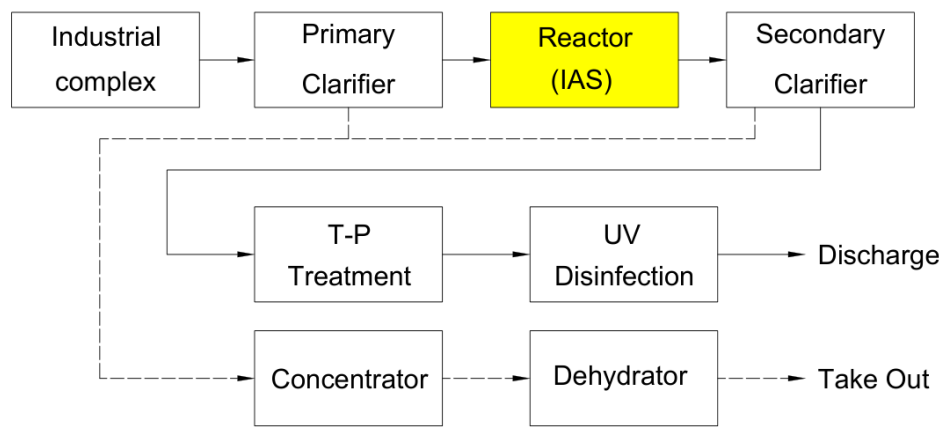 Industrial
complex
Primary
Clarifier
Reactor
(IAS)
Secondary
Clarifier
T-P
Treatment
UV
Disinfection
Discharge
Concentrator
Dehydrator
Take Out